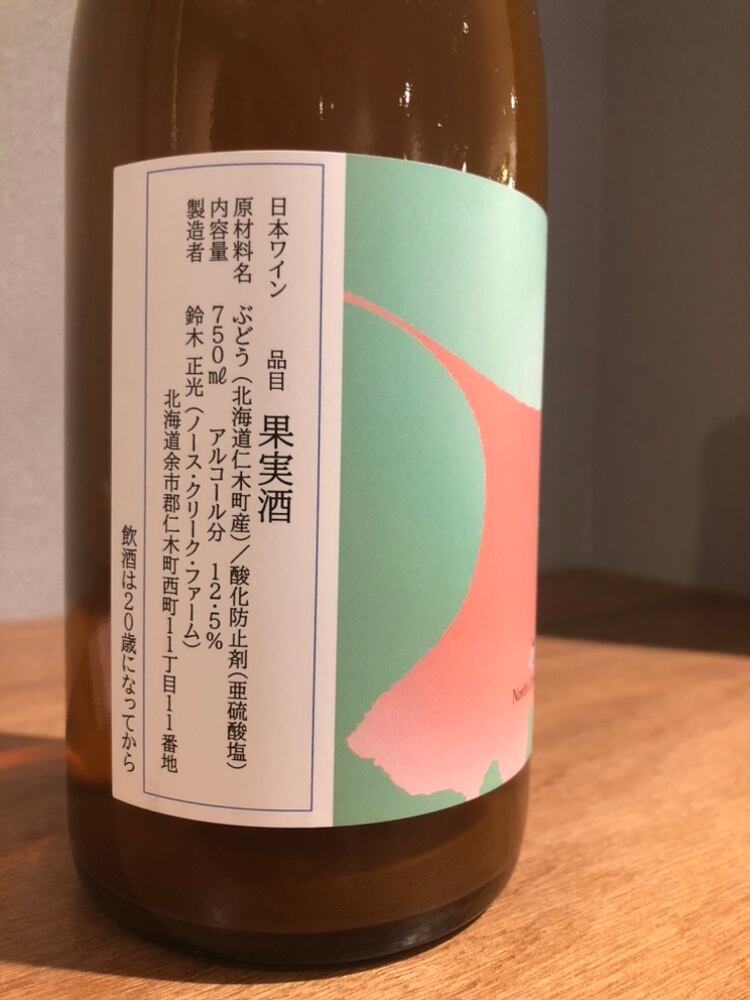 日本ワイン 品目 果実酒
原材料名 ぶどう(北海道仁木町産)/酸化防止剤(亜硫酸塩)
内容量 750㎖ アルコール分 12.5%
製造者 鈴木 正光(ノース・クリーク・ファーム)
北海道余市郡仁木町西町11丁目11番地
飲酒は20歳になってから
North